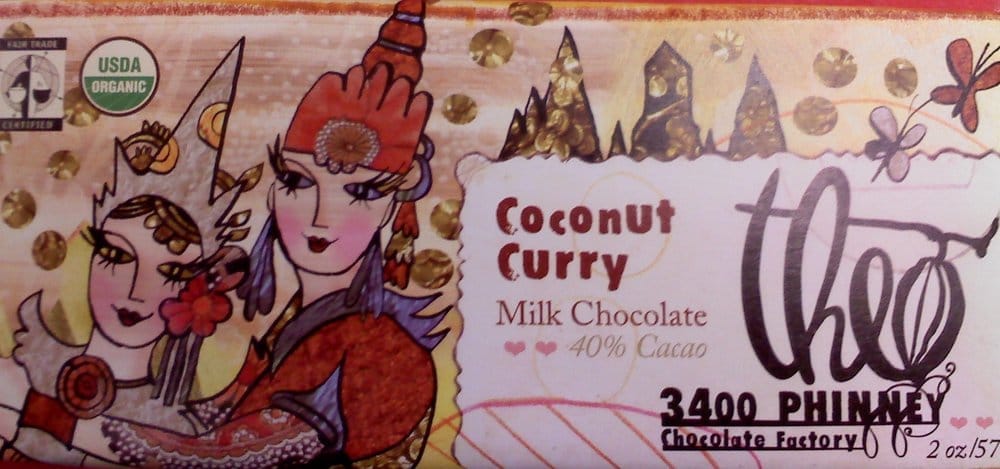 FAIR TRADE
CERTIFIED
USDA
ORGANIC
Coconut
Curry
Milk Chocolate
40% Cacao
theo
3400 PHINNEY
Chocolate Factory
2 oz/57